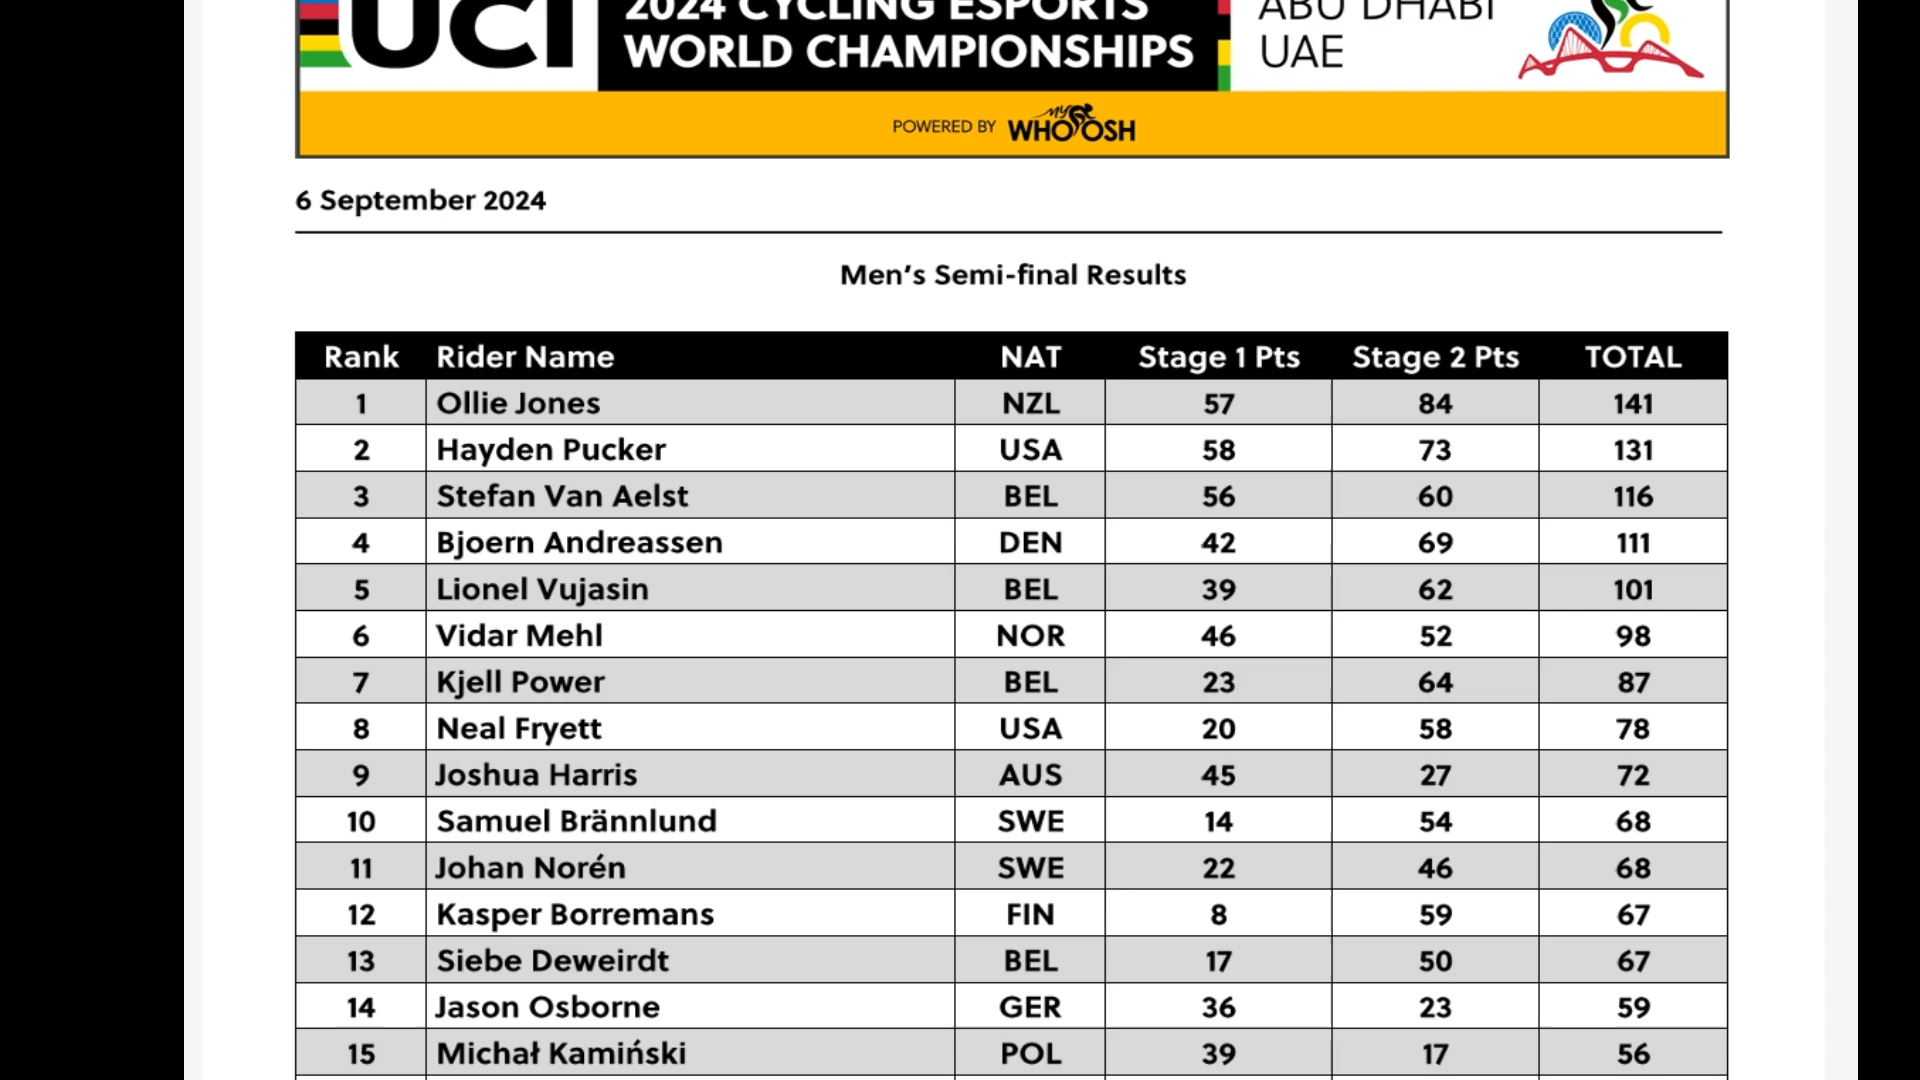 UCI
2024 CYCLING ESPORTS
WORLD CHAMPIONSHIPS
ABU DHABI
UAE
POWERED BY MY WHOOSH
6 September 2024
Men's Semi-final Results
Rank Rider Name NAT Stage 1 Pts Stage 2 Pts TOTAL
1 Ollie Jones NZL 57 84 141
2 Hayden Pucker USA 58 73 131
3 Stefan Van Aelst BEL 56 60 116
4 Bjoern Andreassen DEN 42 69 111
5 Lionel Vujasin BEL 39 62 101
6 Vidar Mehl NOR 46 52 98
7 Kjell Power BEL 23 64 87
8 Neal Fryett USA 20 58 78
9 Joshua Harris AUS 45 27 72
10 Samuel Brännlund SWE 14 54 68
11 Johan Norén SWE 22 46 68
12 Kasper Borremans FIN 8 59 67
13 Siebe Deweirdt BEL 17 50 67
14 Jason Osborne GER 36 23 59
15 Michał Kamiński POL 39 17 56